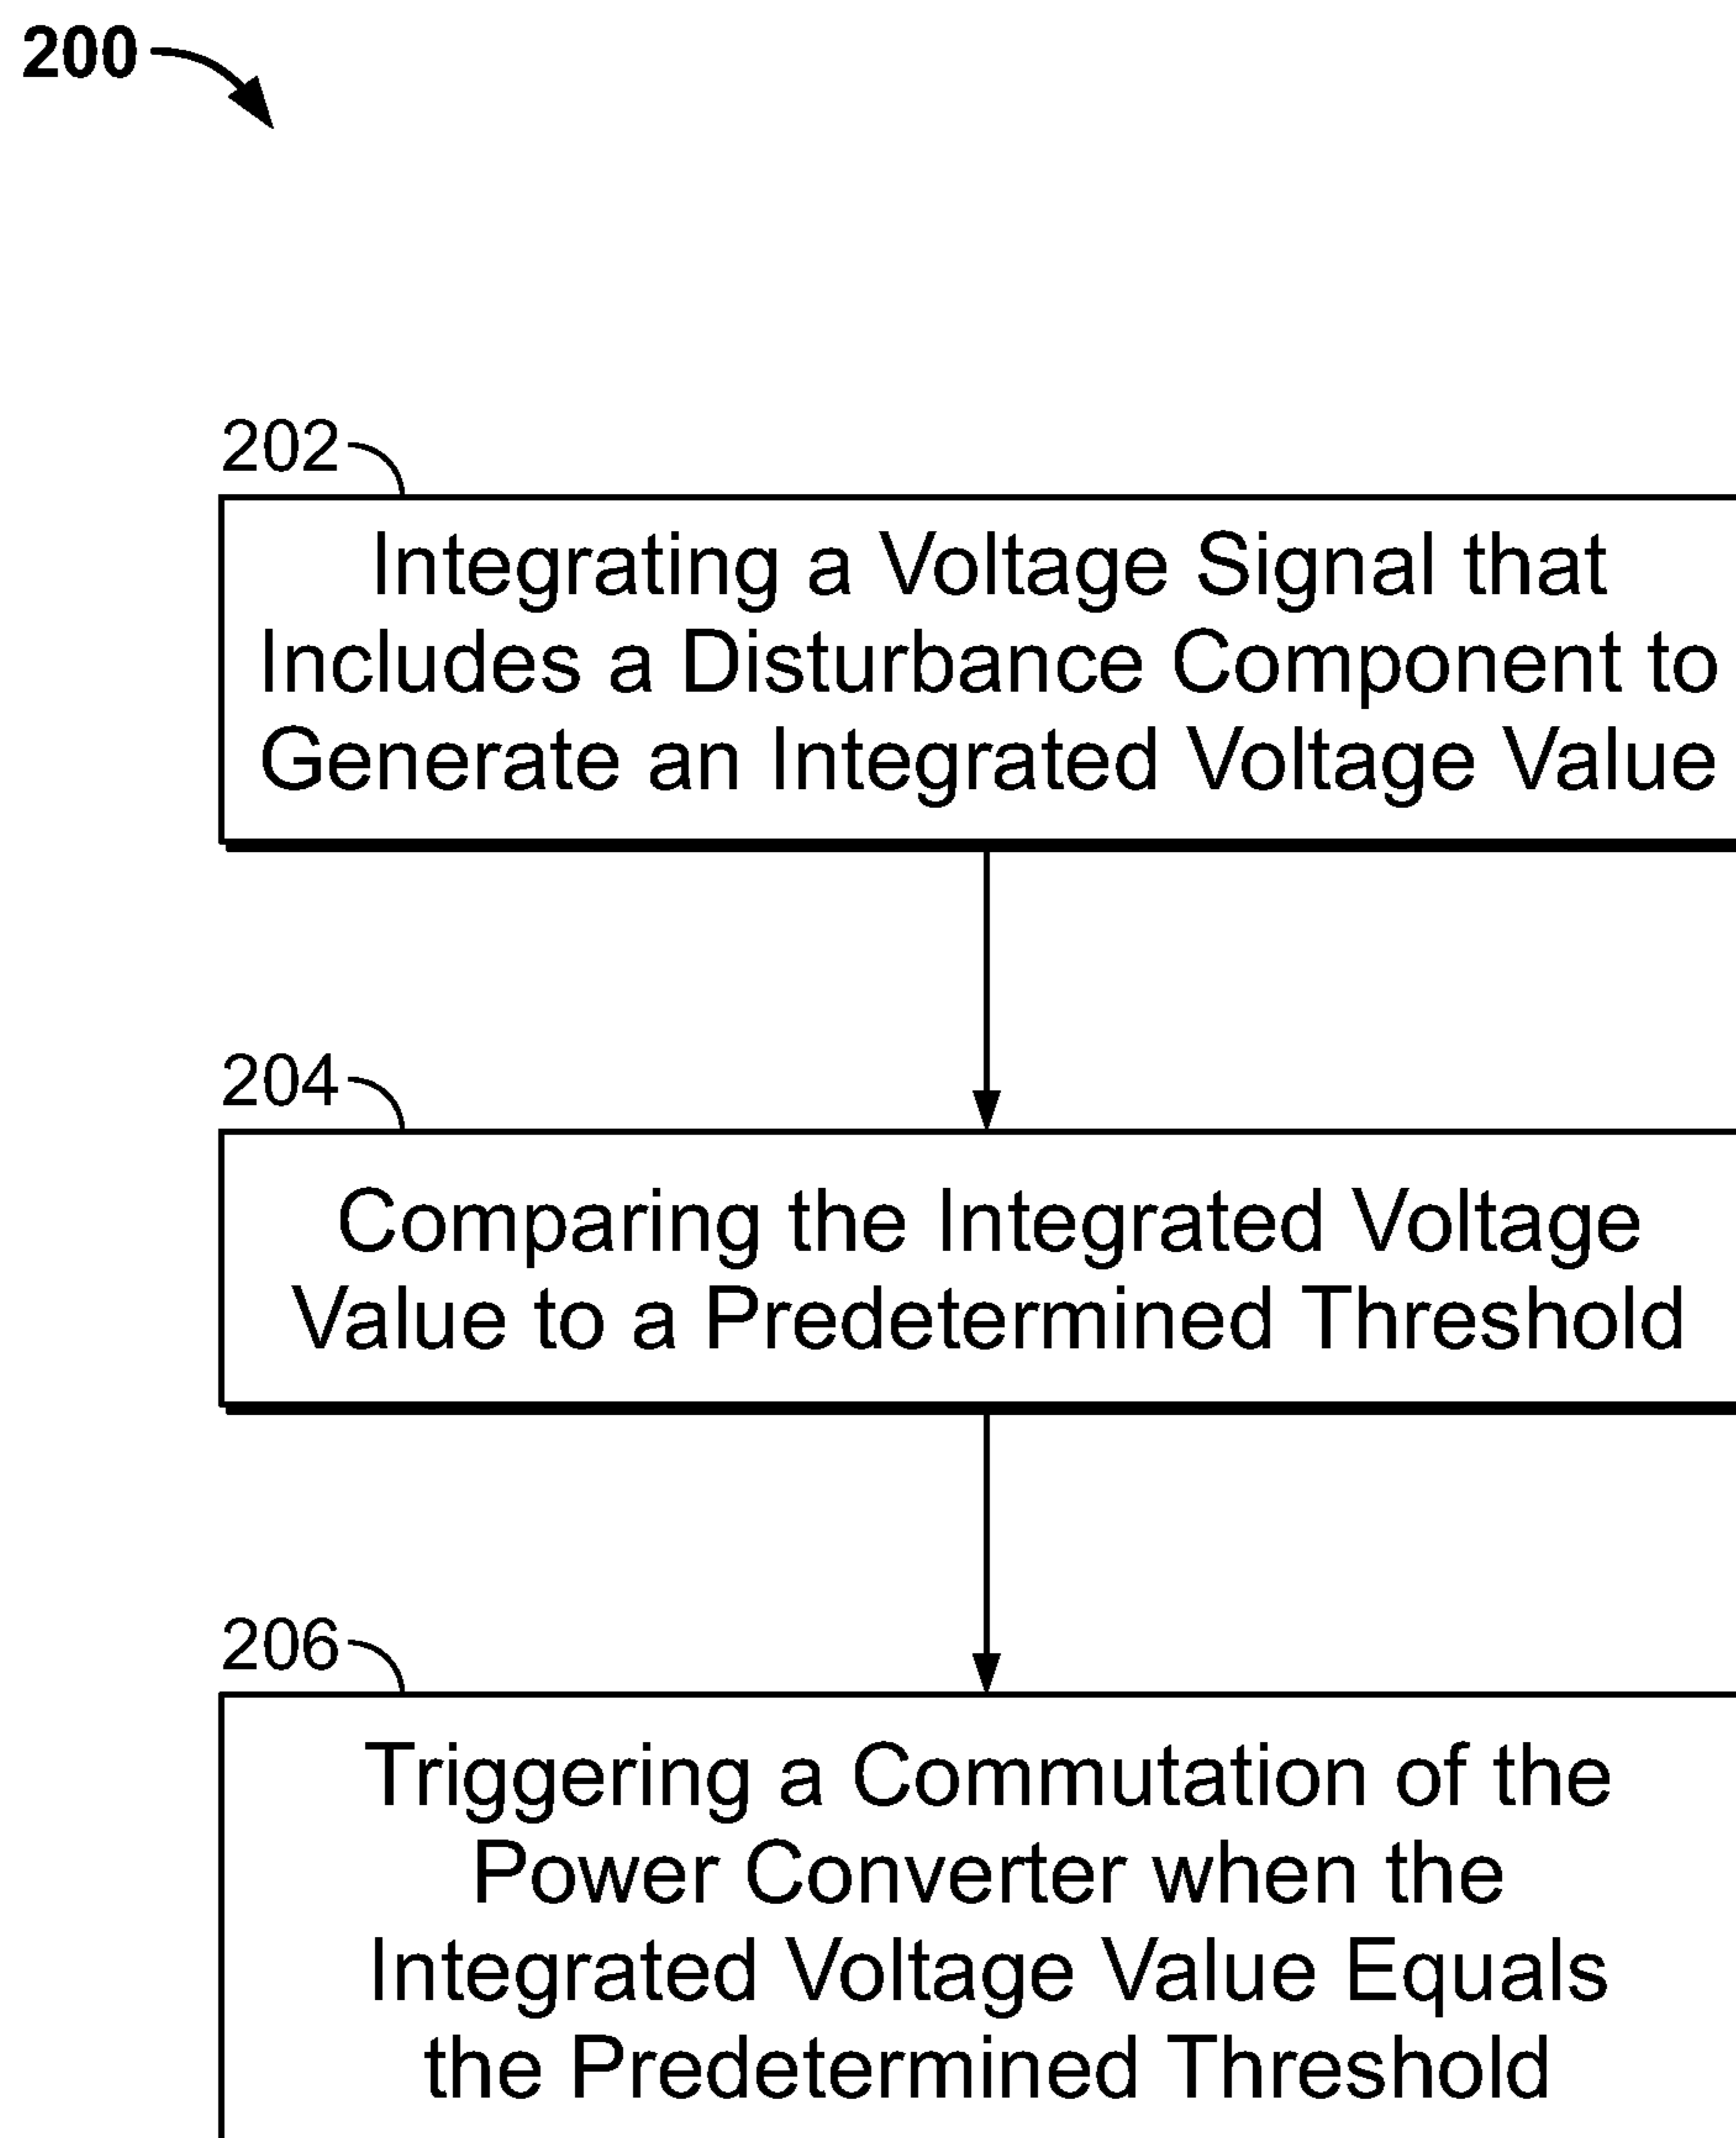 200
202
Integrating a Voltage Signal that
Includes a Disturbance Component to
Generate an Integrated Voltage Value
204
Comparing the Integrated Voltage
Value to a Predetermined Threshold
206
Triggering a Commutation of the
Power Converter when the
Integrated Voltage Value Equals
the Predetermined Threshold